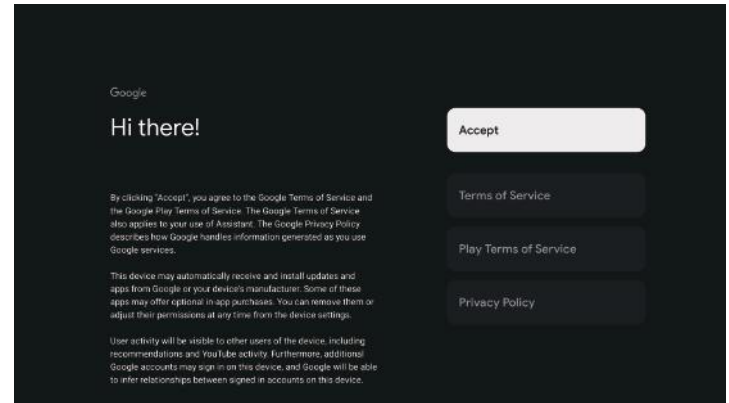 Google
Hi there!
By clicking "Accept", you agree to the Google Terms of Service and
the Google Play Terms of Service. The Google Terms of Service
also applies to your use of Assistant. The Google Privacy Policy
describes how Google handles information generated as you use
Google services.
This device may automatically receive and install updates and
apps from Google or your device's manufacturer. Some of these
apps may offer optional in-app purchases. You can remove them or
adjust their permissions at any time from the device settings.
User activity will be visible to other users of the device, including
recommendations and YouTube activity. Furthermore, additional
Google accounts may sign in on this device, and Google will be able
to infer relationships between signed in accounts on this device.
Accept
Terms of Service
Play Terms of Service
Privacy Policy